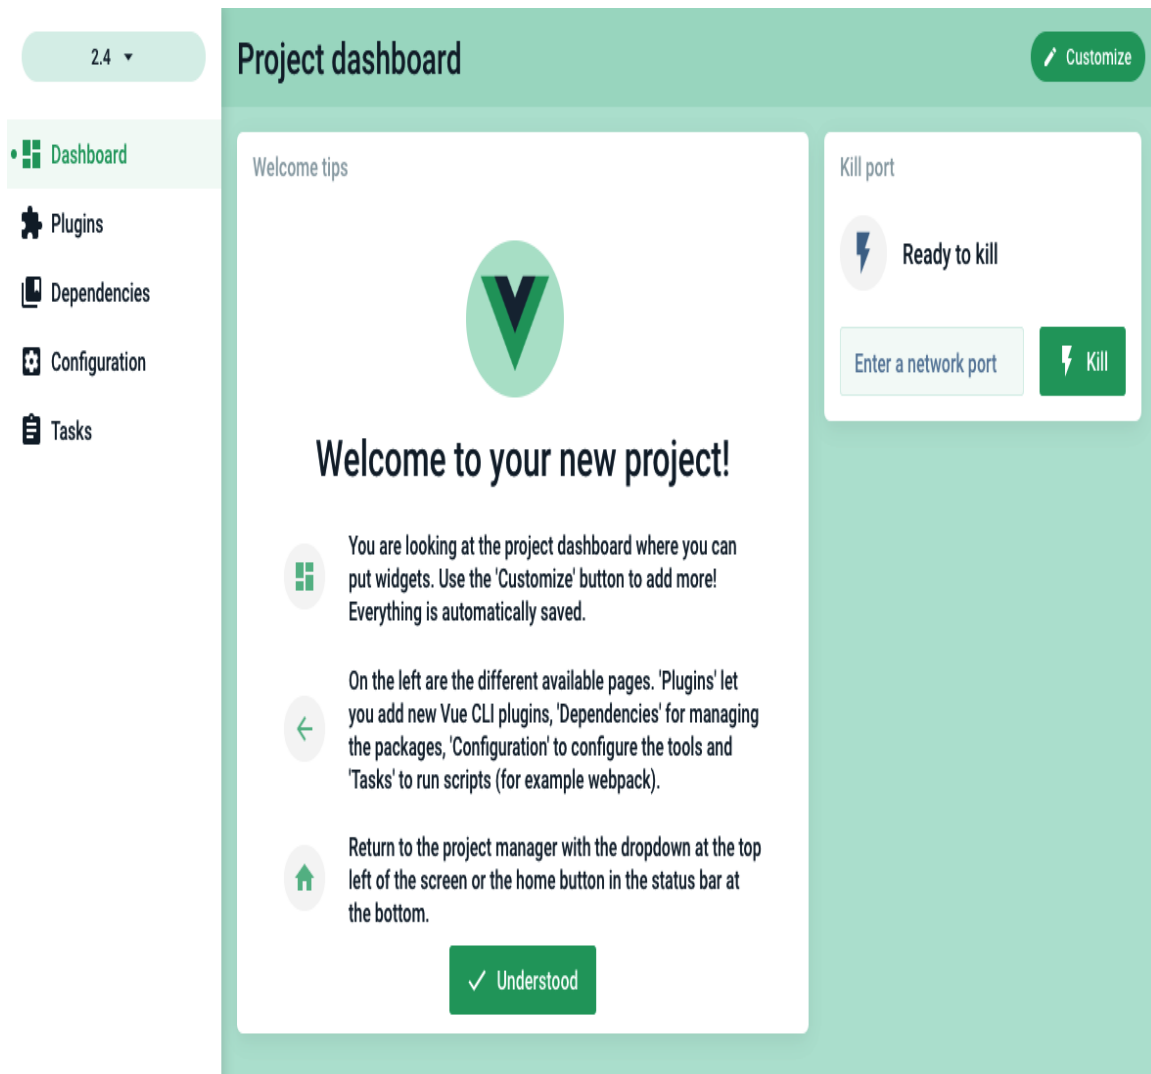 2.4
Project dashboard
Customize
Dashboard
Plugins
Dependencies
Configuration
Tasks
Welcome tips
Welcome to your new project!
You are looking at the project dashboard where you can
put widgets. Use the 'Customize' button to add more!
Everything is automatically saved.
On the left are the different available pages. 'Plugins' let
you add new Vue CLI plugins, 'Dependencies' for managing
the packages, 'Configuration' to configure the tools and
'Tasks' to run scripts (for example webpack).
Return to the project manager with the dropdown at the top
left of the screen or the home button in the status bar at
the bottom.
Understood
Kill port
Ready to kill
Enter a network port
Kill